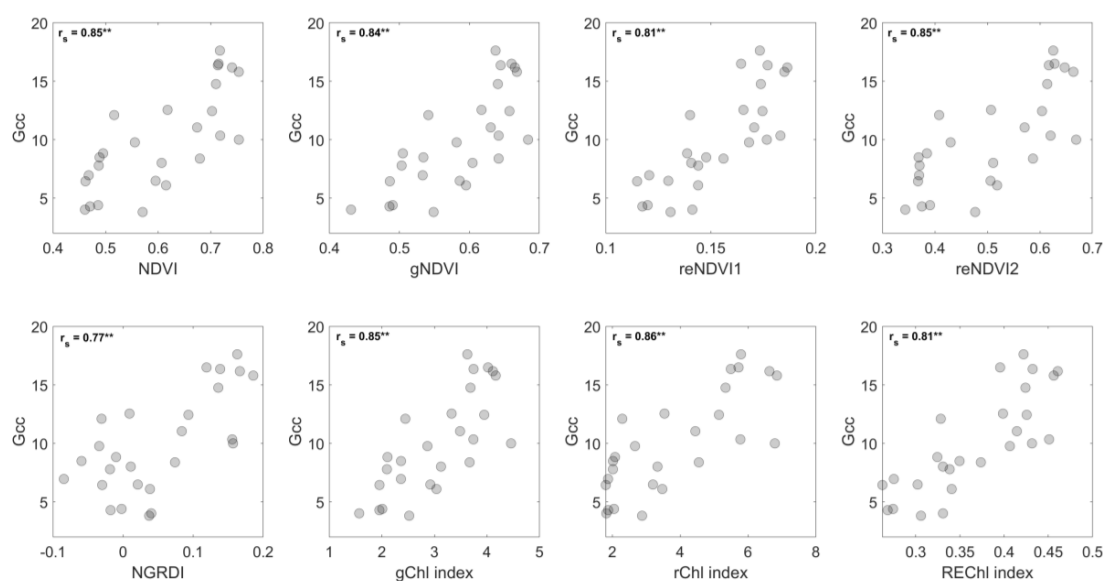 20
15
10
5
Gcc
r_s = 0.85**
0.4 0.5 0.6 0.7 0.8
NDVI
20
15
10
5
Gcc
r_s = 0.84**
0.4 0.5 0.6 0.7
gNDVI
20
15
10
5
Gcc
r_s = 0.81**
0.1 0.15 0.2
reNDVI1
20
15
10
5
Gcc
r_s = 0.85**
0.3 0.4 0.5 0.6 0.7
reNDVI2
20
15
10
5
Gcc
r_s = 0.77**
-0.1 0 0.1 0.2
NGRDI
20
15
10
5
Gcc
r_s = 0.85**
1 2 3 4 5
gChl index
20
15
10
5
Gcc
r_s = 0.86**
2 4 6 8
rChl index
20
15
10
5
Gcc
r_s = 0.81**
0.3 0.35 0.4 0.45 0.5
REChl index